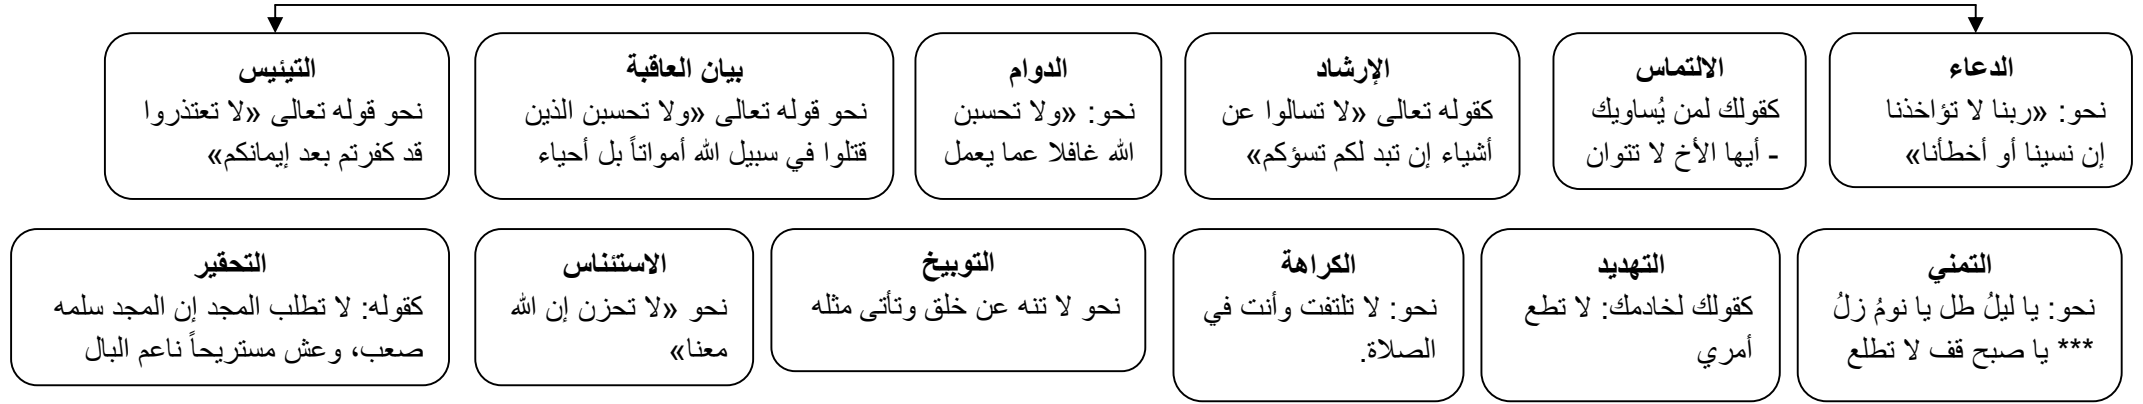 الدعاء
نحو: «ربنا لا تؤاخذنا
إن نسينا أو أخطأنا»
الالتماس
كقولك لمن يُساويك
- أيها الأخ لا تتوان
الإرشاد
كقوله تعالى «لا تسالوا عن
أشياء إن تبد لكم تسؤكم»
الدوام
نحو: «ولا تحسبن
الله غافلا عما يعمل
بيان العاقبة
نحو قوله تعالى «ولا تحسبن الذين
قتلوا في سبيل الله أمواتاً بل أحياء
التيئيس
نحو قوله تعالى «لا تعتذروا
قد كفرتم بعد إيمانكم»
التمني
نحو: يا ليلُ طل يا نومُ زلُ
*** يا صبح قف لا تطلع
التهديد
كقولك لخادمك: لا تطع
أمري
الكراهة
نحو: لا تلتفت وأنت في
الصلاة.
التوبيخ
نحو لا تنه عن خلق وتأتى مثله
الاستئناس
نحو «لا تحزن إن الله
معنا»
التحقير
كقوله: لا تطلب المجد إن المجد سلمه
صعب، وعش مستريحاً ناعم البال